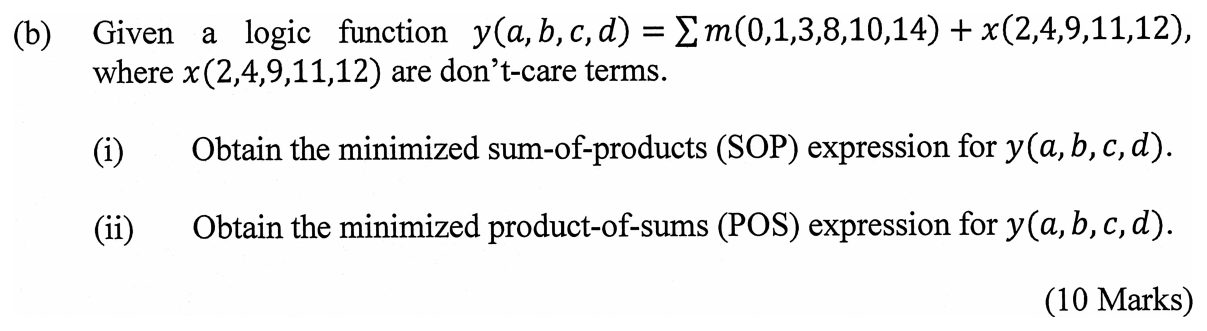 (b) Given a logic function y(a, b, c, d) = ∑ m(0,1,3,8,10,14) + x(2,4,9,11,12),
where x(2,4,9,11,12) are don’t-care terms.
(i) Obtain the minimized sum-of-products (SOP) expression for y(a, b, c, d).
(ii) Obtain the minimized product-of-sums (POS) expression for y(a, b, c, d).
(10 Marks)